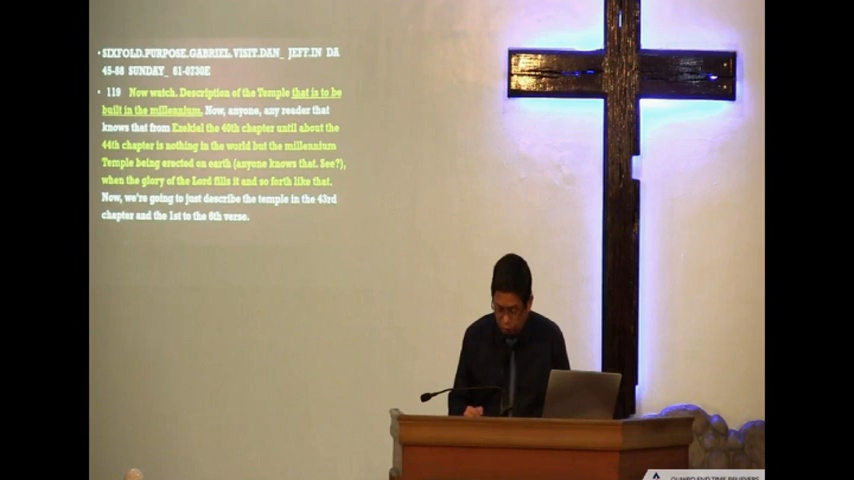 • SIXFOLD.PURPOSE.GABRIEL.VISIT.DAN_ JEFF.IN DA
45-88 SUNDAY_ 61-0730E
• 119 Now watch. Description of the Temple that is to be
built in the millennium. Now, anyone, any reader that
knows that from Ezekiel the 40th chapter until about the
44th chapter is nothing in the world but the millennium
Temple being erected on earth (anyone knows that. See?),
when the glory of the Lord fills it and so forth like that.
Now, we're going to just describe the temple in the 43rd
chapter and the 1st to the 6th verse.
END TIME BELIEVERS